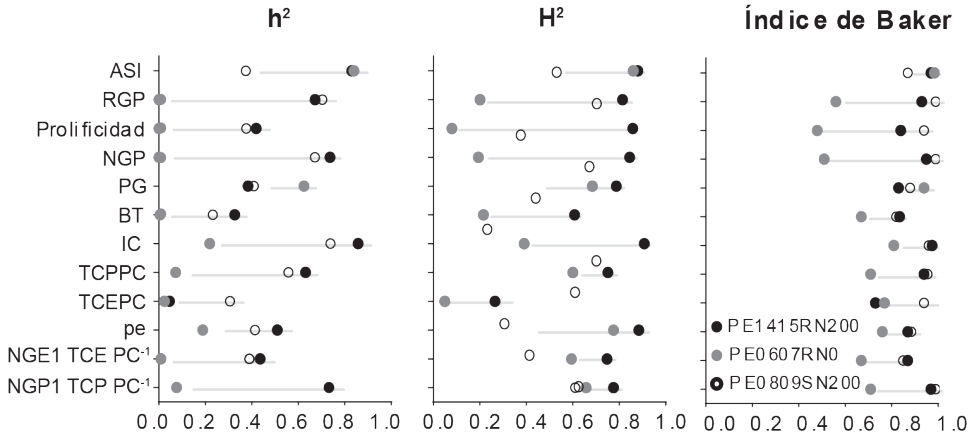 h²
H²
Índice de Baker
ASI
RGP
Prolificidad
NGP
PG
BT
IC
TCPPC
TCEPC
pe
NGE1 TCE PC⁻¹
NGP1 TCP PC⁻¹
PE1415RN200
PE0607RN0
PE0809SN200
0.0 0.2 0.4 0.6 0.8 1.0
0.0 0.2 0.4 0.6 0.8 1.0
0.0 0.2 0.4 0.6 0.8 1.0